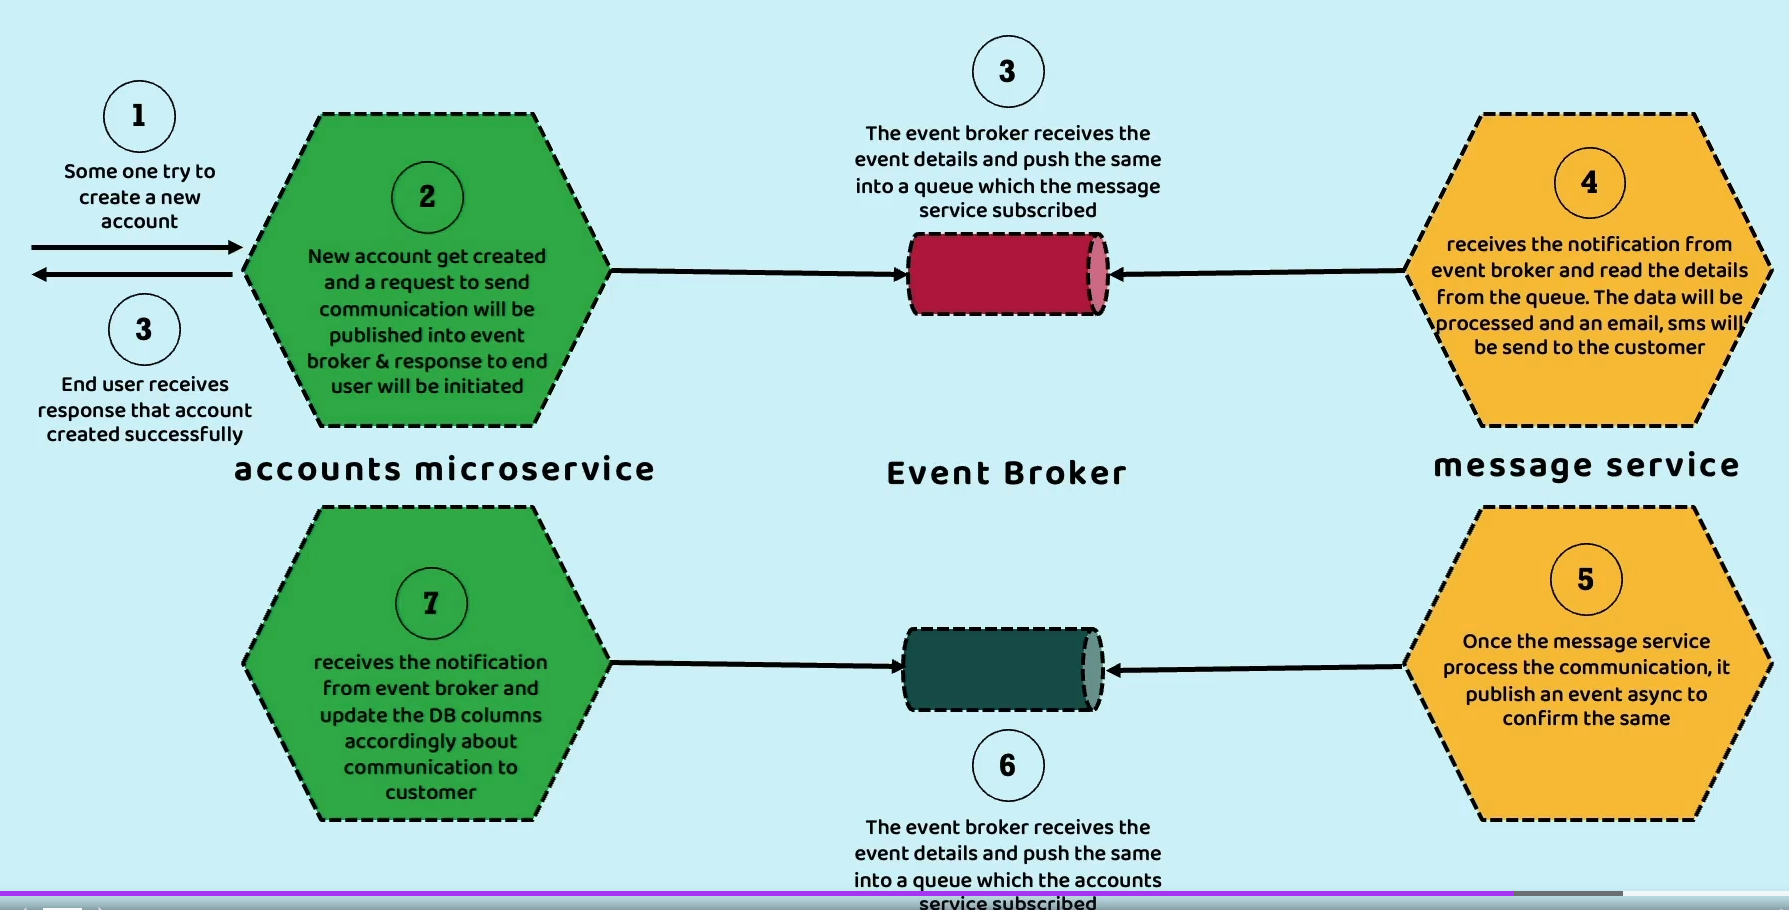 1
Some one try to
create a new
account
3
End user receives
response that account
created successfully
2
New account get created
and a request to send
communication will be
published into event
broker & response to end
user will be initiated
accounts microservice
3
The event broker receives the
event details and push the same
into a queue which the message
service subscribed
Event Broker
4
receives the notification from
event broker and read the details
from the queue. The data will be
processed and an email, sms will
be send to the customer
message service
7
receives the notification
from event broker and
update the DB columns
accordingly about
communication to
customer
6
The event broker receives the
event details and push the same
into a queue which the accounts
service subscribed
5
Once the message service
process the communication, it
publish an event async to
confirm the same